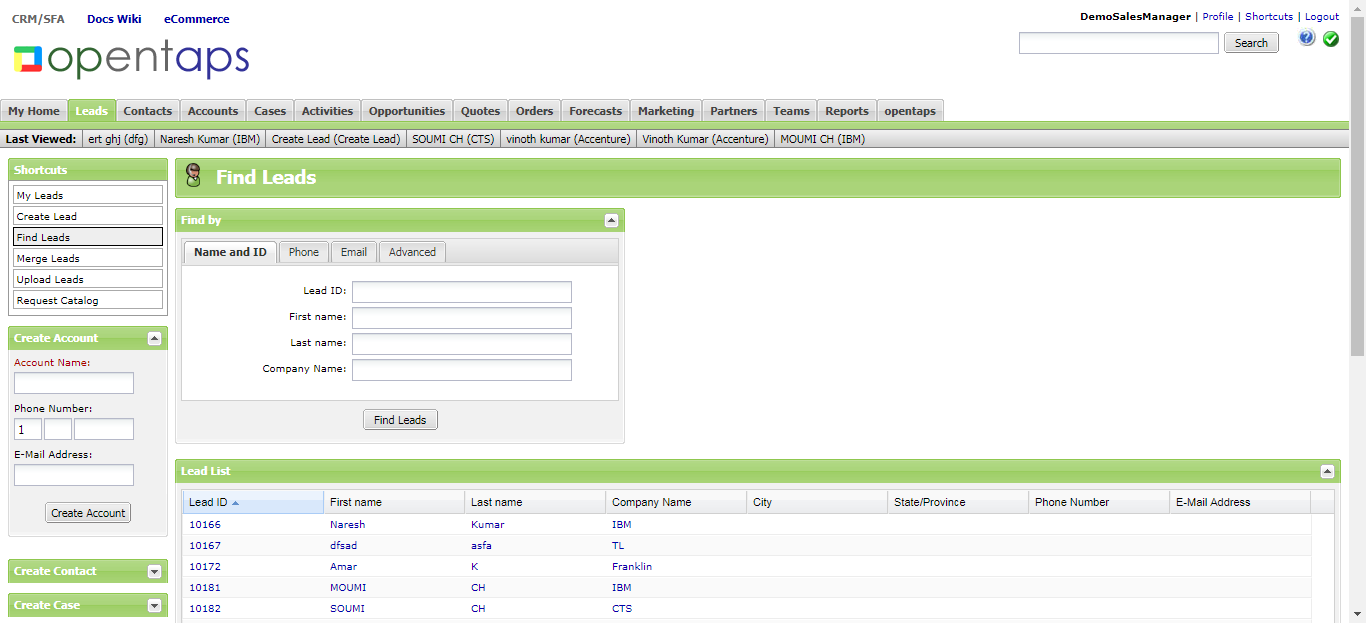 CRM/SFA Docs Wiki eCommerce
DemoSalesManager | Profile | Shortcuts | Logout
opentaps
Search
My Home Leads Contacts Accounts Cases Activities Opportunities Quotes Orders Forecasts Marketing Partners Teams Reports opentaps
Last Viewed: ert ghj (dfg) Naresh Kumar (IBM) Create Lead (Create Lead) SOUMI CH (CTS) vinoth kumar (Accenture) Vinoth Kumar (Accenture) MOUMI CH (IBM)
Shortcuts
My Leads
Create Lead
Find Leads
Merge Leads
Upload Leads
Request Catalog
Create Account
Account Name:
Phone Number:
1
E-Mail Address:
Create Account
Create Contact
Create Case
Find Leads
Find by
Name and ID Phone Email Advanced
Lead ID:
First name:
Last name:
Company Name:
Find Leads
Lead List
Lead ID First name Last name Company Name City State/Province Phone Number E-Mail Address
10166 Naresh Kumar IBM
10167 dfsad asfa TL
10172 Amar K Franklin
10181 MOUMI CH IBM
10182 SOUMI CH CTS